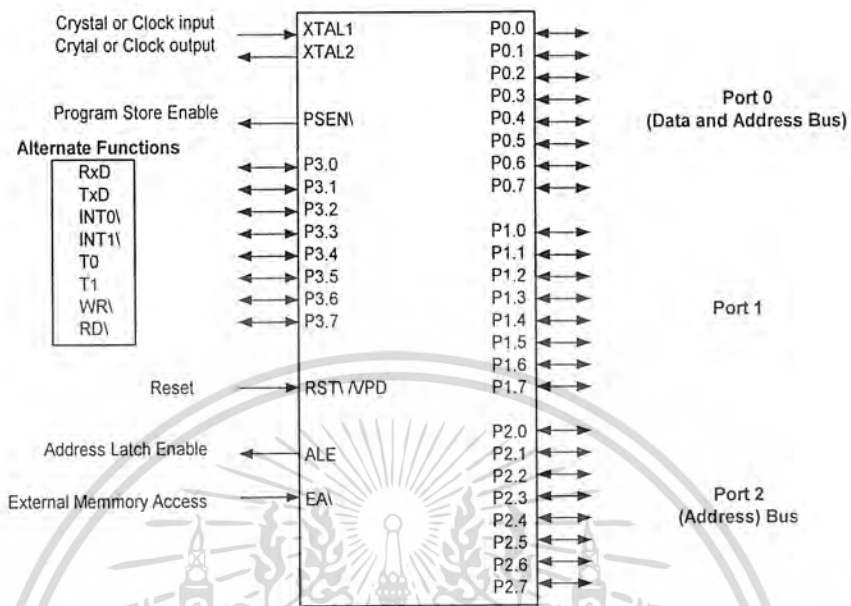 Crystal or Clock input
Crytal or Clock output
Program Store Enable
Alternate Functions
RxD
TxD
INT0\
INT1\
T0
T1
WR\
RD\
Reset
Address Latch Enable
External Memmory Access
XTAL1
XTAL2
PSEN\
P3.0
P3.1
P3.2
P3.3
P3.4
P3.5
P3.6
P3.7
RST\ /VPD
ALE
EA\
P0.0
P0.1
P0.2
P0.3
P0.4
P0.5
P0.6
P0.7
P1.0
P1.1
P1.2
P1.3
P1.4
P1.5
P1.6
P1.7
P2.0
P2.1
P2.2
P2.3
P2.4
P2.5
P2.6
P2.7
Port 0
(Data and Address Bus)
Port 1
Port 2
(Address) Bus